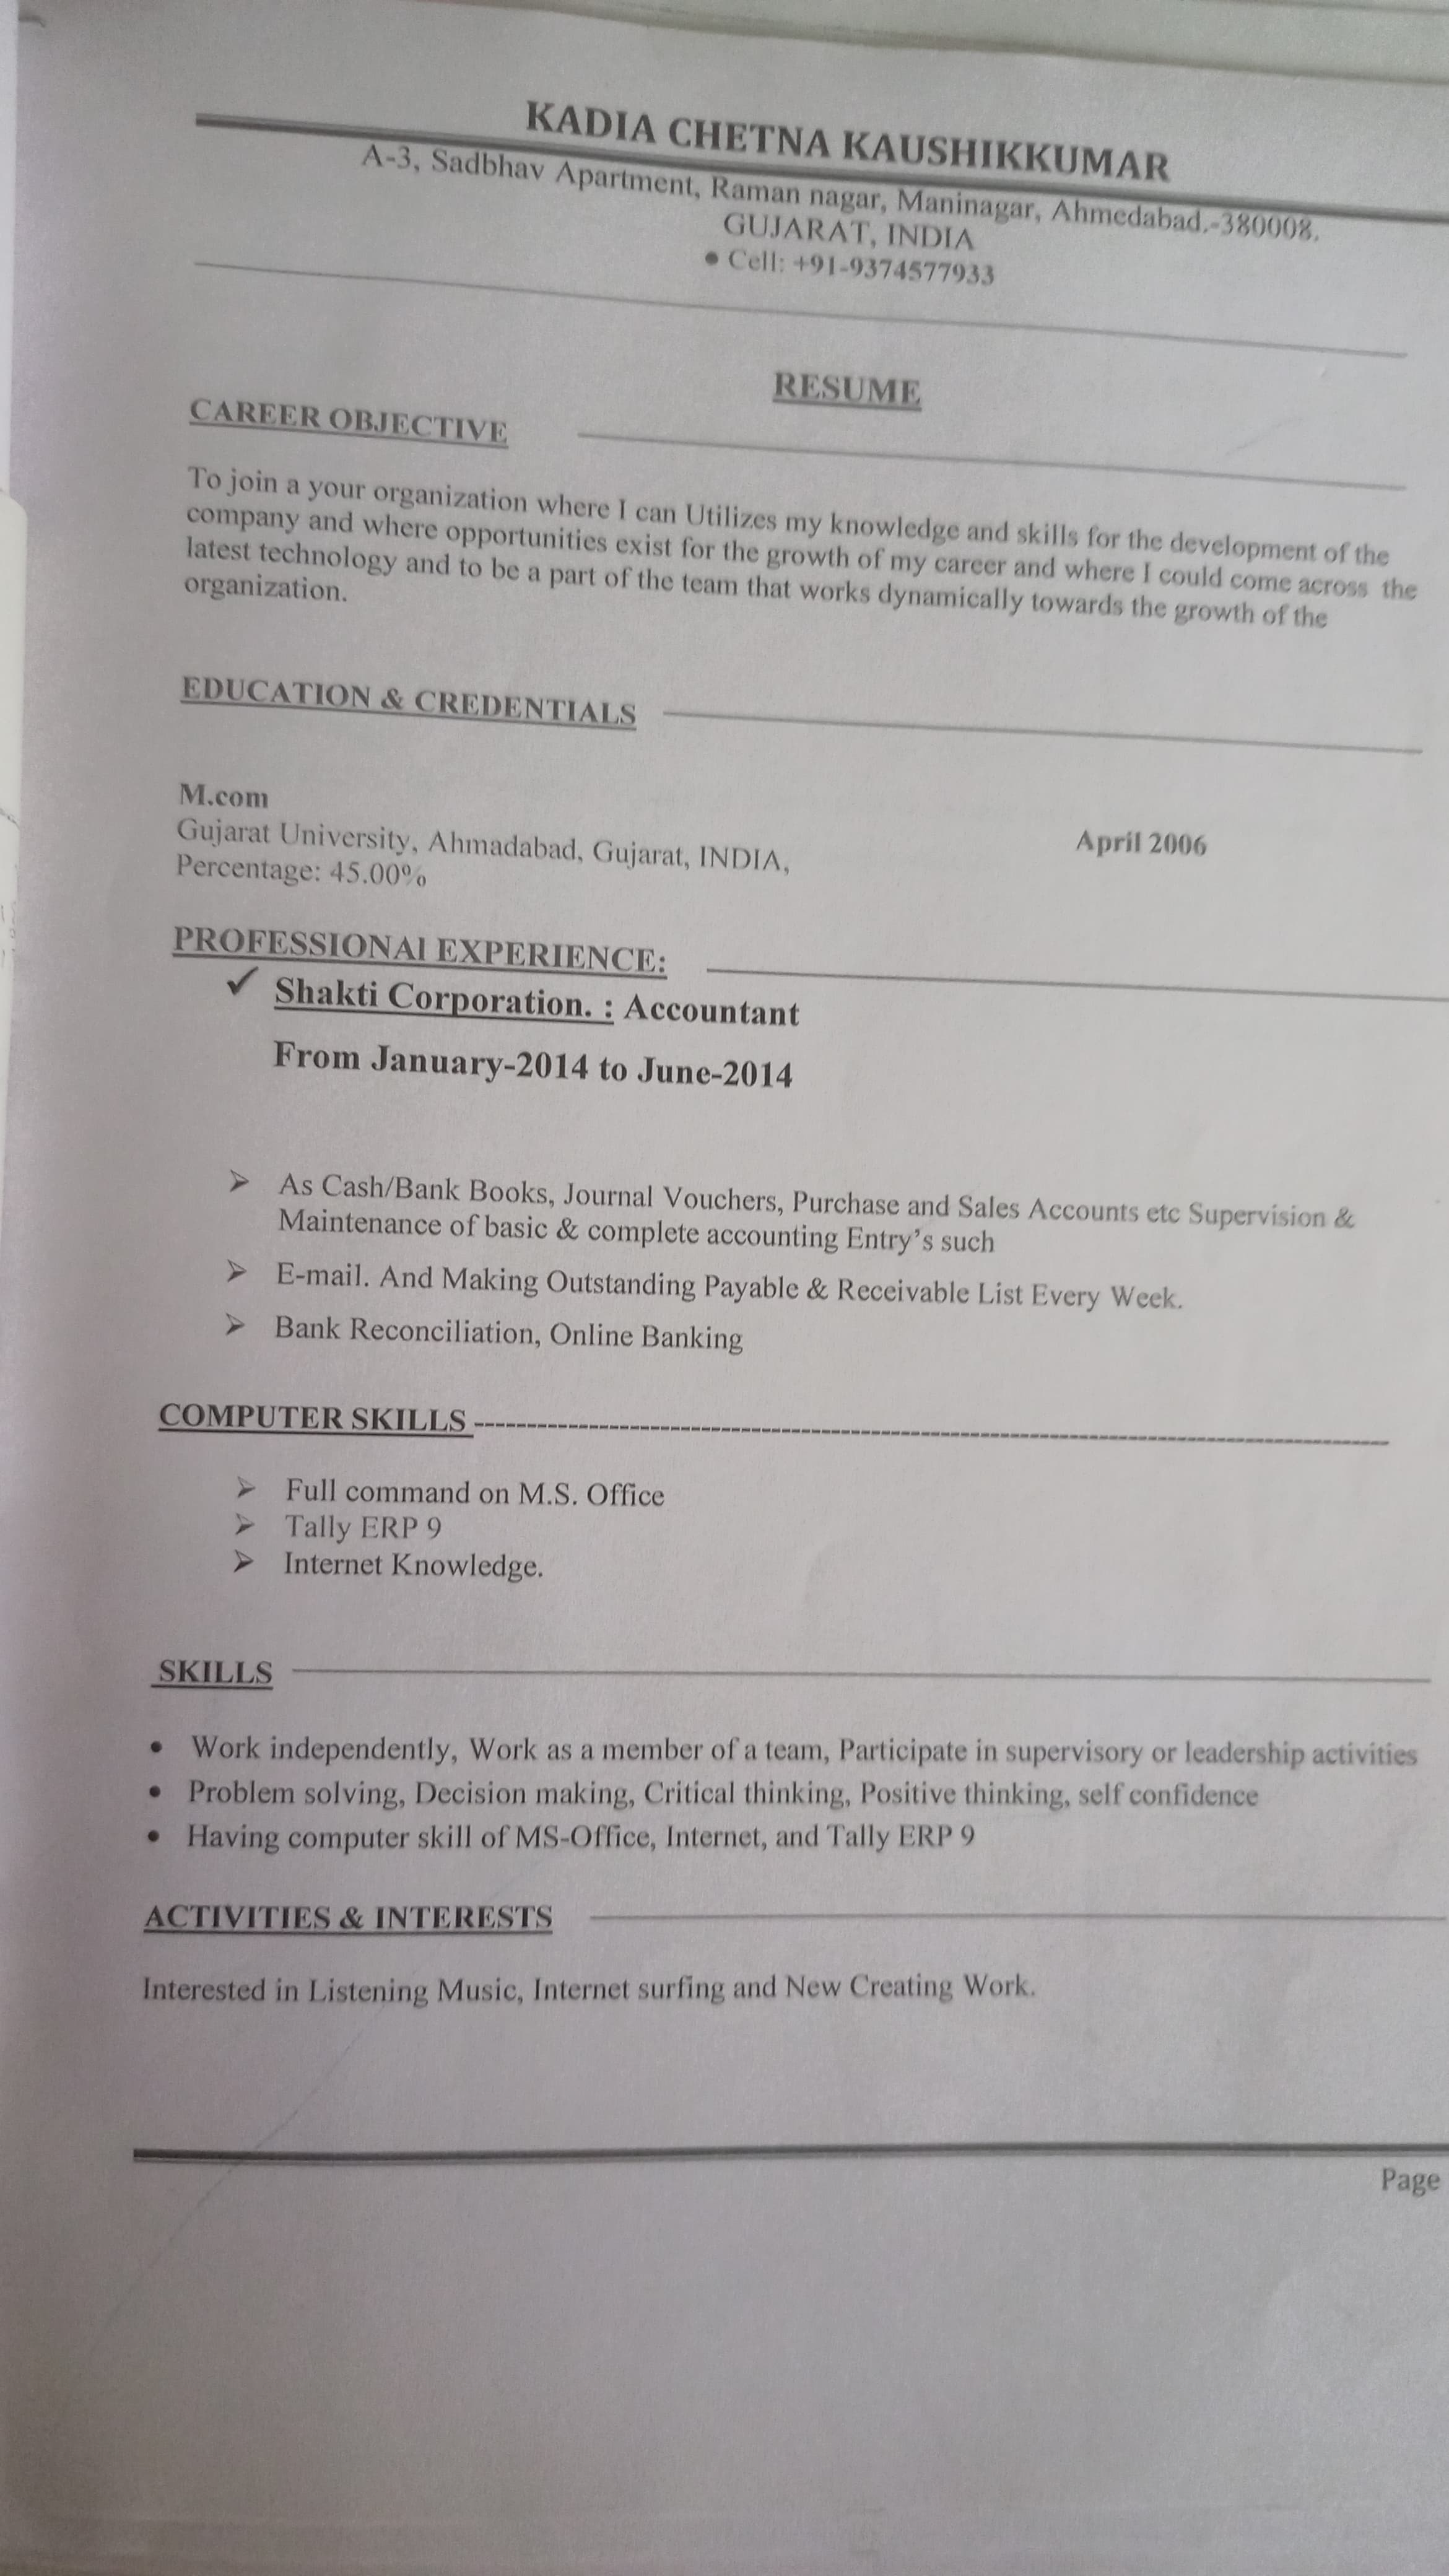 KADIA CHETNA KAUSHIKKUMAR
A-3, Sadbhav Apartment, Raman nagar, Maninagar, Ahmedabad.-380008.
GUJARAT, INDIA
● Cell: +91-9374577933
RESUME
CAREER OBJECTIVE
To join a your organization where I can Utilizes my knowledge and skills for the development of the
company and where opportunities exist for the growth of my career and where I could come across the
latest technology and to be a part of the team that works dynamically towards the growth of the
organization.
EDUCATION & CREDENTIALS
M.com
Gujarat University, Ahmadabad, Gujarat, INDIA, April 2006
Percentage: 45.00%
PROFESSIONAl EXPERIENCE:
✓ Shakti Corporation. : Accountant
From January-2014 to June-2014
➢ As Cash/Bank Books, Journal Vouchers, Purchase and Sales Accounts etc Supervision &
Maintenance of basic & complete accounting Entry's such
➢ E-mail. And Making Outstanding Payable & Receivable List Every Week.
➢ Bank Reconciliation, Online Banking
COMPUTER SKILLS
➢ Full command on M.S. Office
➢ Tally ERP 9
➢ Internet Knowledge.
SKILLS
• Work independently, Work as a member of a team, Participate in supervisory or leadership activities
• Problem solving, Decision making, Critical thinking, Positive thinking, self confidence
• Having computer skill of MS-Office, Internet, and Tally ERP 9
ACTIVITIES & INTERESTS
Interested in Listening Music, Internet surfing and New Creating Work.
Page